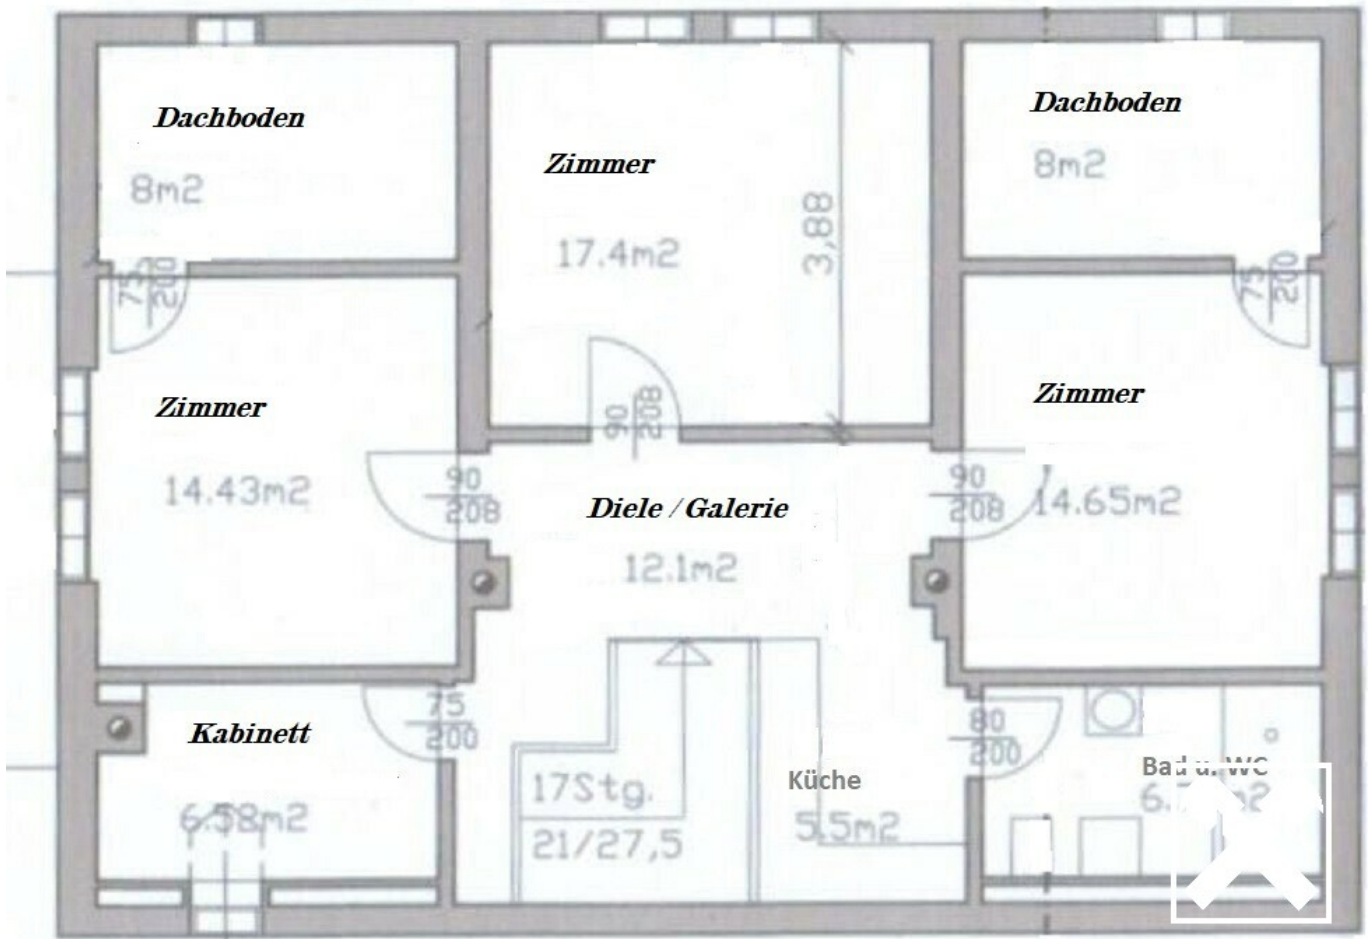 Dachboden
8m2
Zimmer
17.4m2
3,88
Dachboden
8m2
75
200
75
200
Zimmer
14.43m2
90
208
Zimmer
14.65m2
90
208
Diele / Galerie
12.1m2
90
208
Kabinett
6.58m2
75
200
17Stg.
21/27,5
Küche
5.5m2
80
200
Bad u. WC